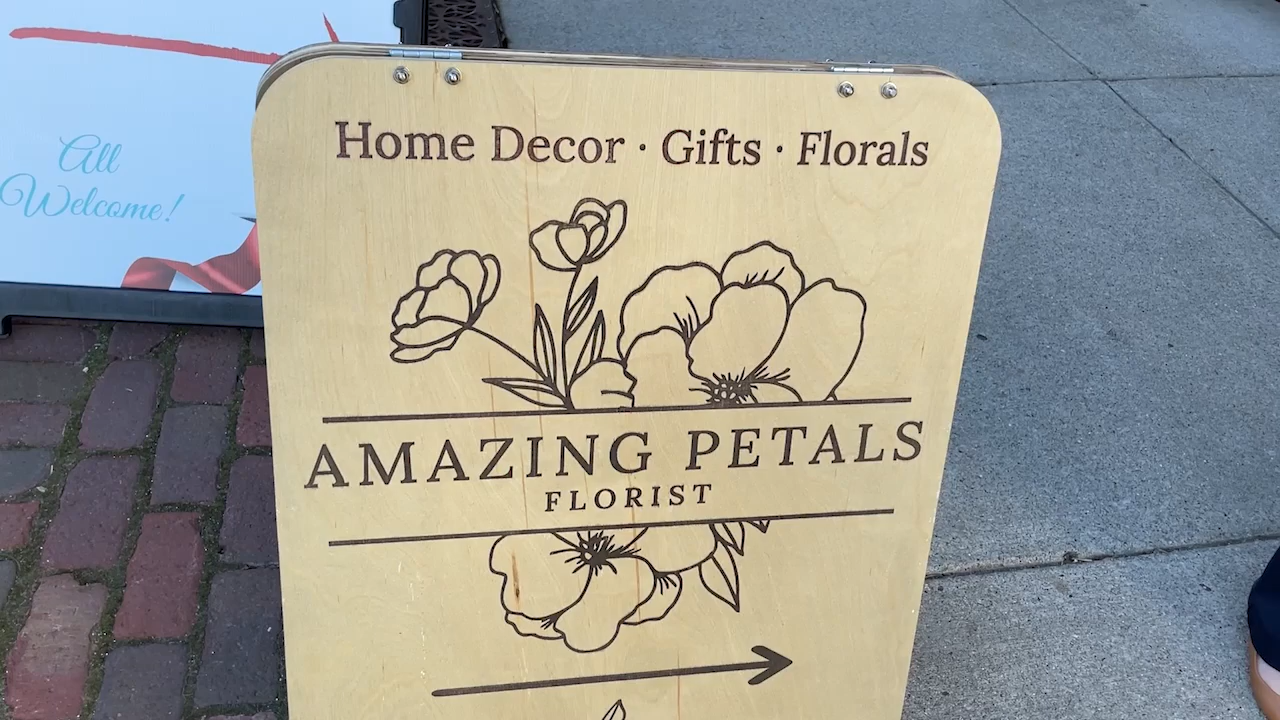 Home Decor · Gifts · Florals
AMAZING PETALS
FLORIST
All
Welcome!